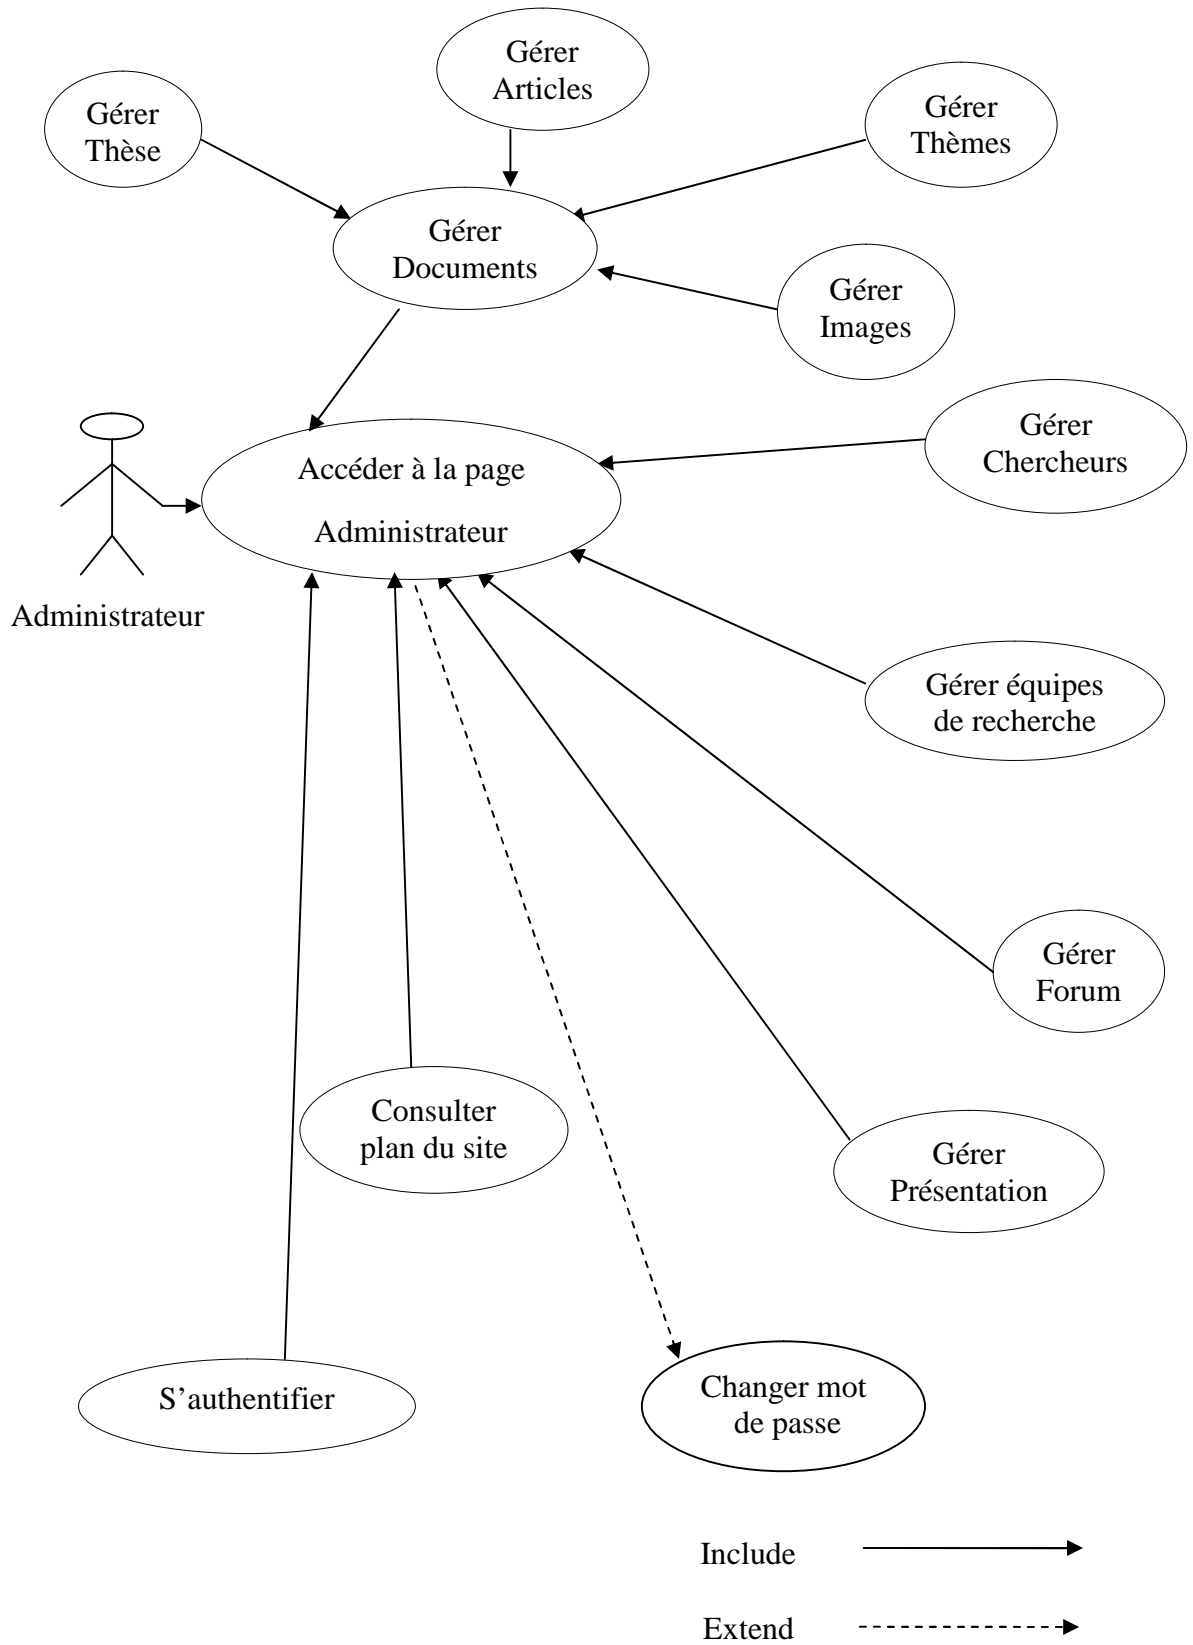 Gérer
Articles
Gérer
Thèse
Gérer
Thèmes
Gérer
Documents
Gérer
Images
Gérer
Chercheurs
Accéder à la page
Administrateur
Administrateur
Gérer équipes
de recherche
Gérer
Forum
Consulter
plan du site
Gérer
Présentation
S’authentifier
Changer mot
de passe
Include
Extend